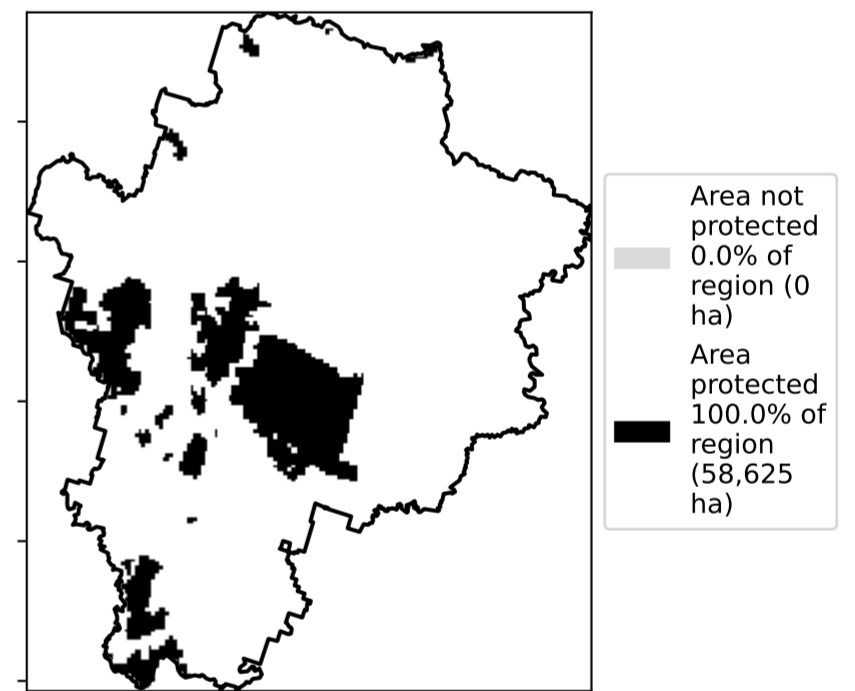 Area not
protected
0.0% of
region (0
ha)
Area
protected
100.0% of
region
(58,625
ha)